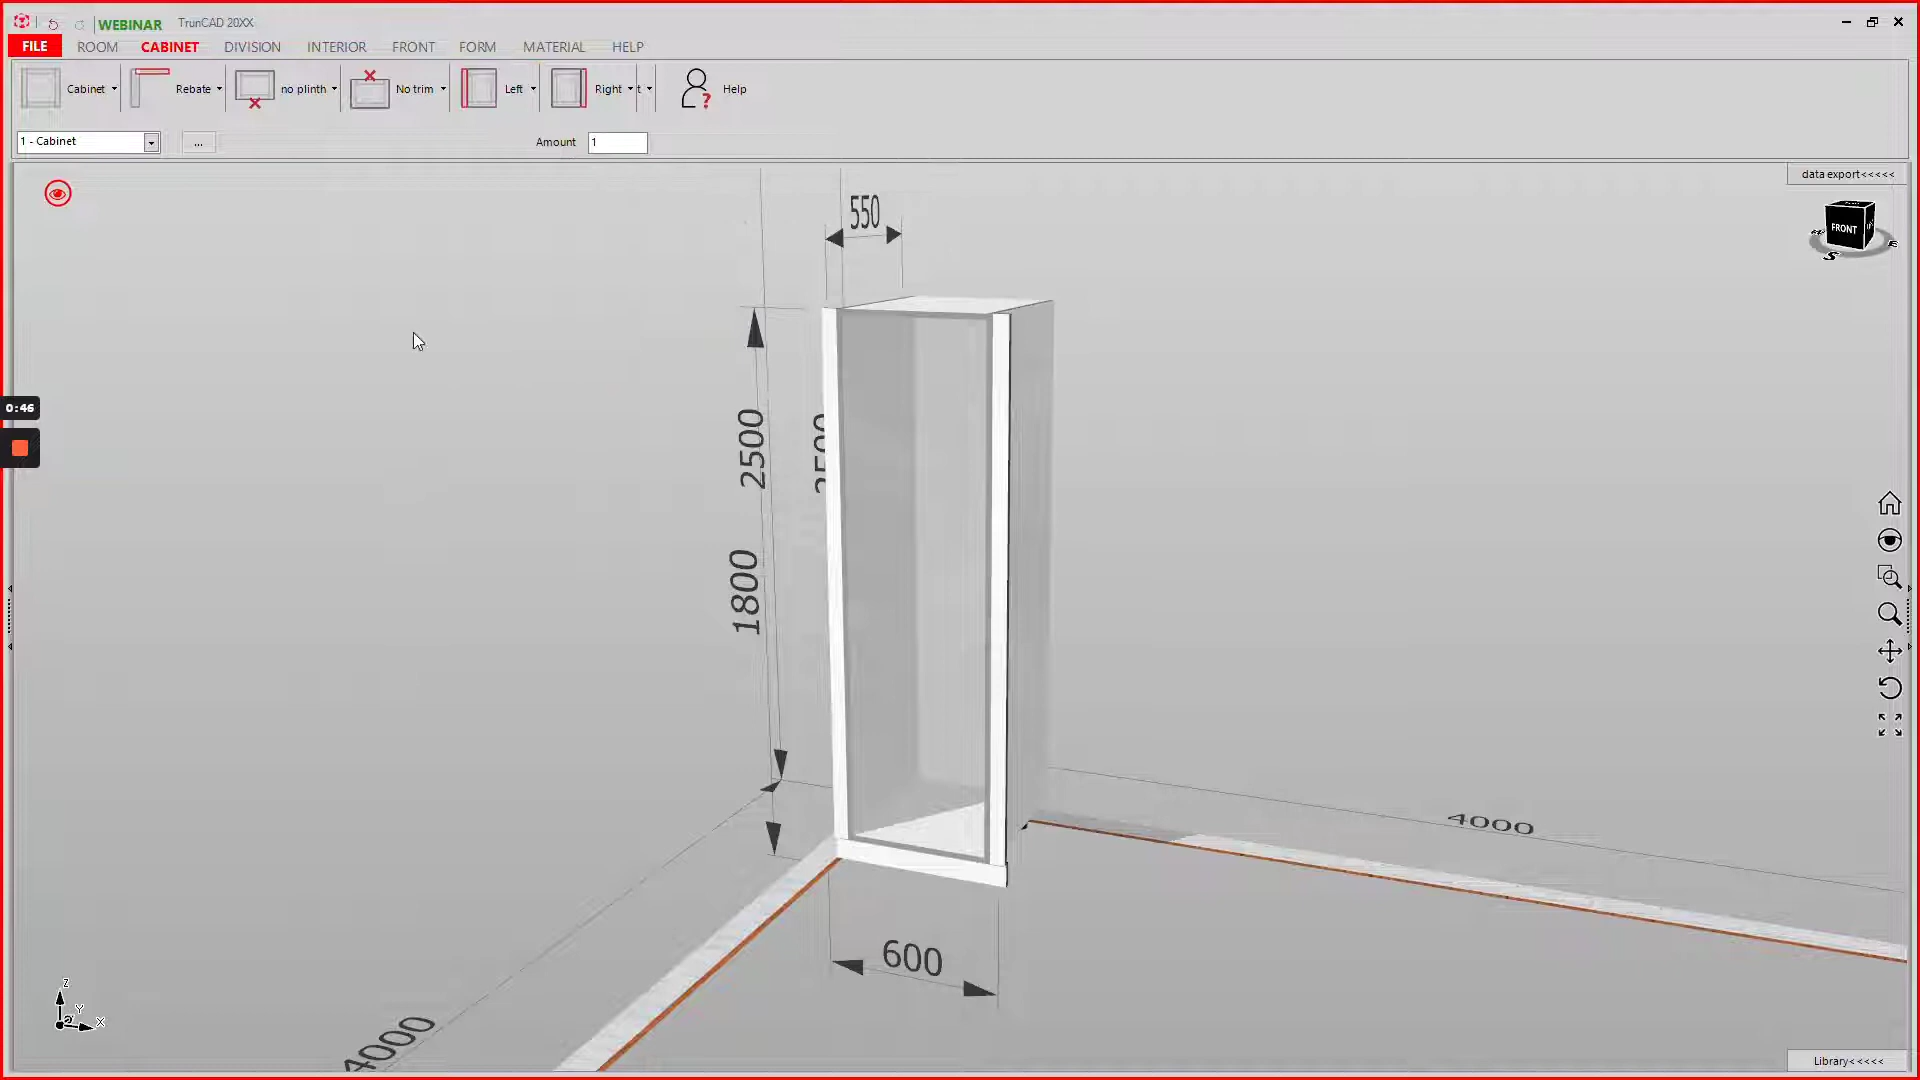 WEBINAR TrunCAD 20XX
FILE ROOM CABINET DIVISION INTERIOR FRONT FORM MATERIAL HELP
Cabinet Rebate no plinth No trim Left Right t Help
1 - Cabinet ... Amount 1
data export<<<<<
550
FRONT
S
E
0:46
2500
2500
1800
4000
600
Z
Y
X
4000
Library<<<<<